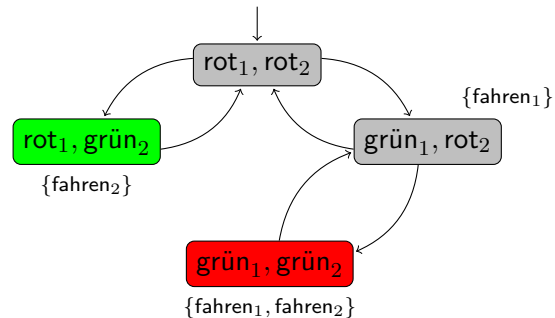 rot₁, rot₂
{fahren₁}
rot₁, grün₂
grün₁, rot₂
{fahren₂}
grün₁, grün₂
{fahren₁, fahren₂}